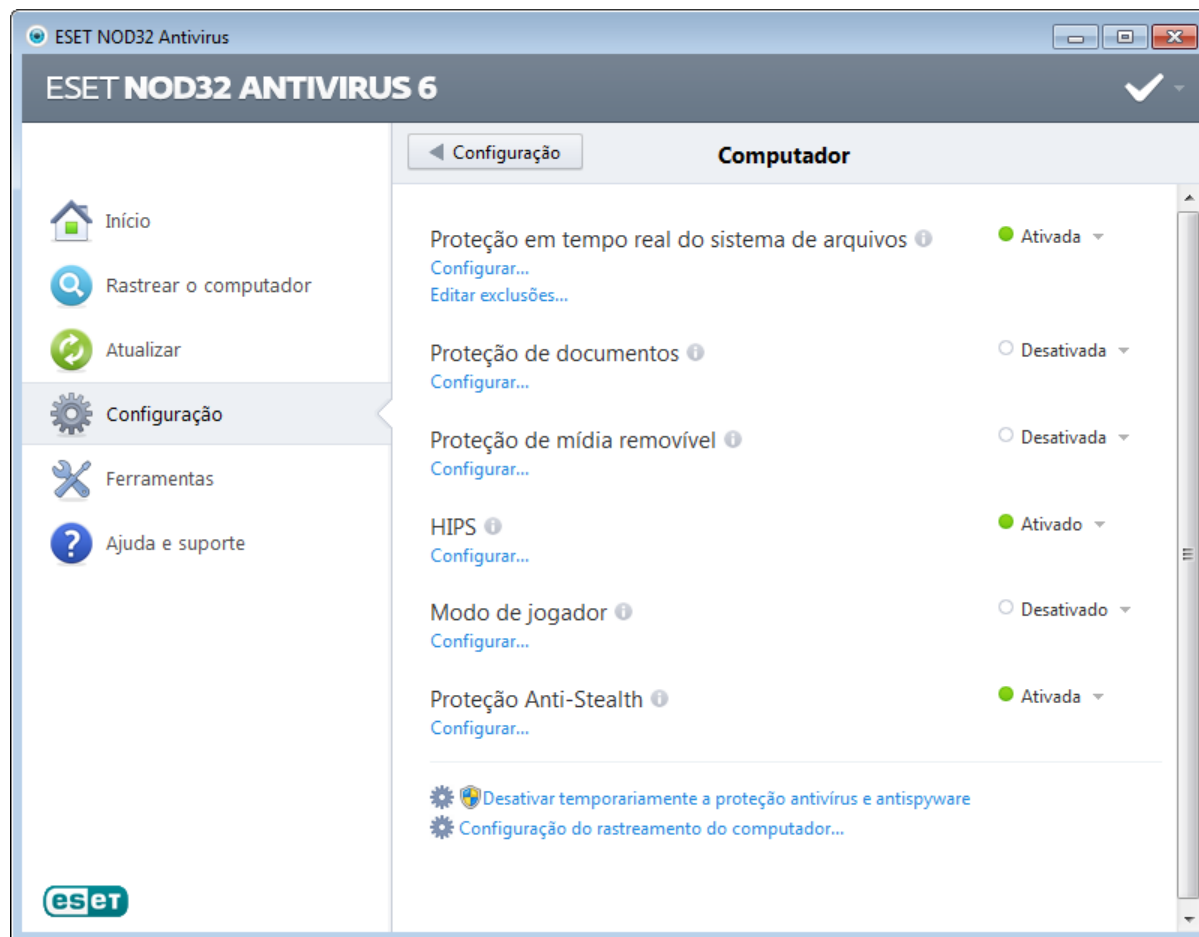 ESET NOD32 Antivirus
ESET NOD32 ANTIVIRUS 6
Configuração
Computador
Início
Rastrear o computador
Atualizar
Configuração
Ferramentas
Ajuda e suporte
Proteção em tempo real do sistema de arquivos
Ativada
Configurar...
Editar exclusões...
Proteção de documentos
Desativada
Configurar...
Proteção de mídia removível
Desativada
Configurar...
HIPS
Ativado
Configurar...
Modo de jogador
Desativado
Configurar...
Proteção Anti-Stealth
Ativada
Configurar...
Desativar temporariamente a proteção antivírus e antispyware
Configuração do rastreamento do computador...
eset